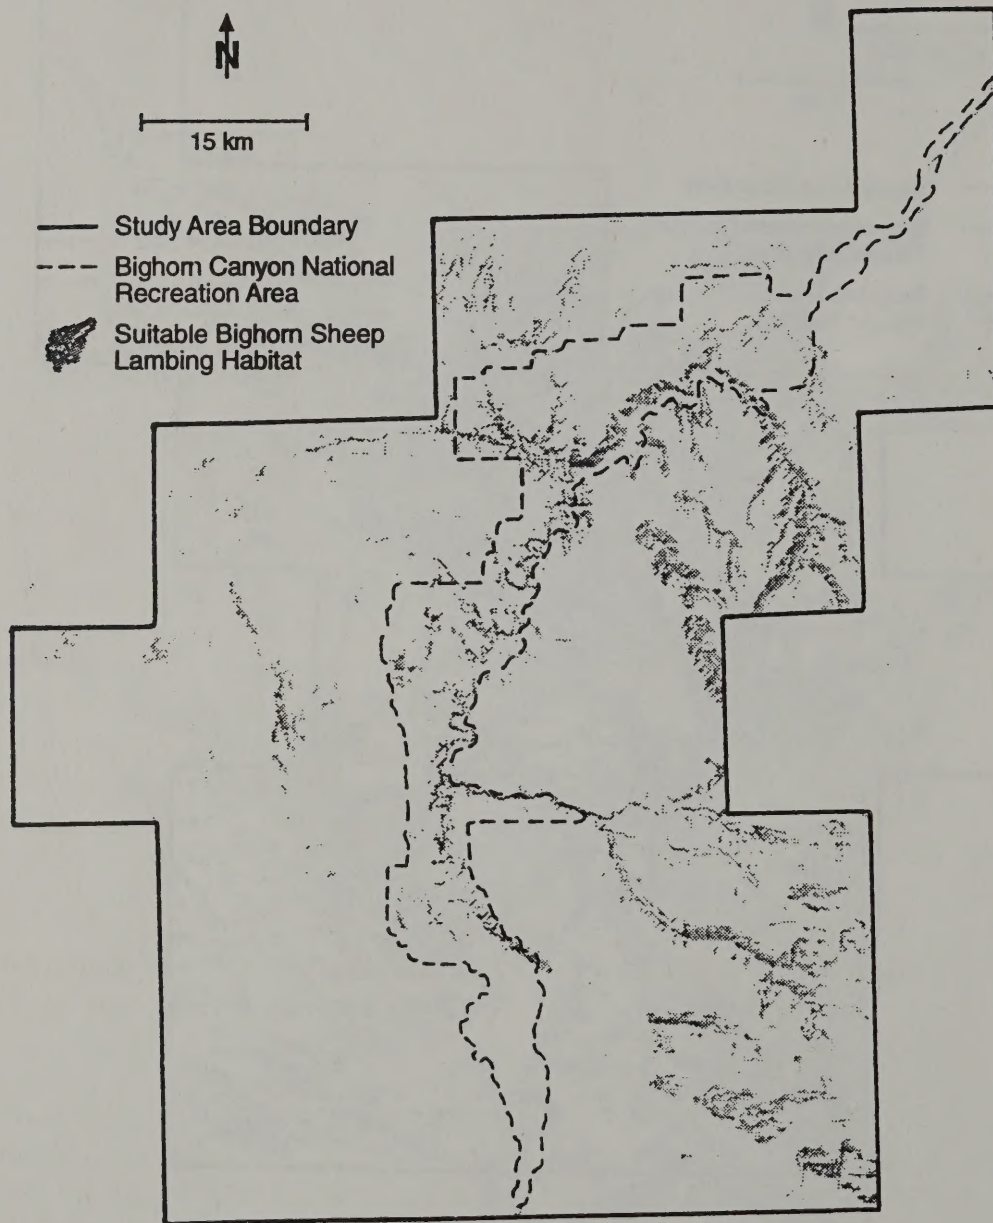 N
15 km
Study Area Boundary
Bighorn Canyon National
Recreation Area
Suitable Bighorn Sheep
Lambing Habitat